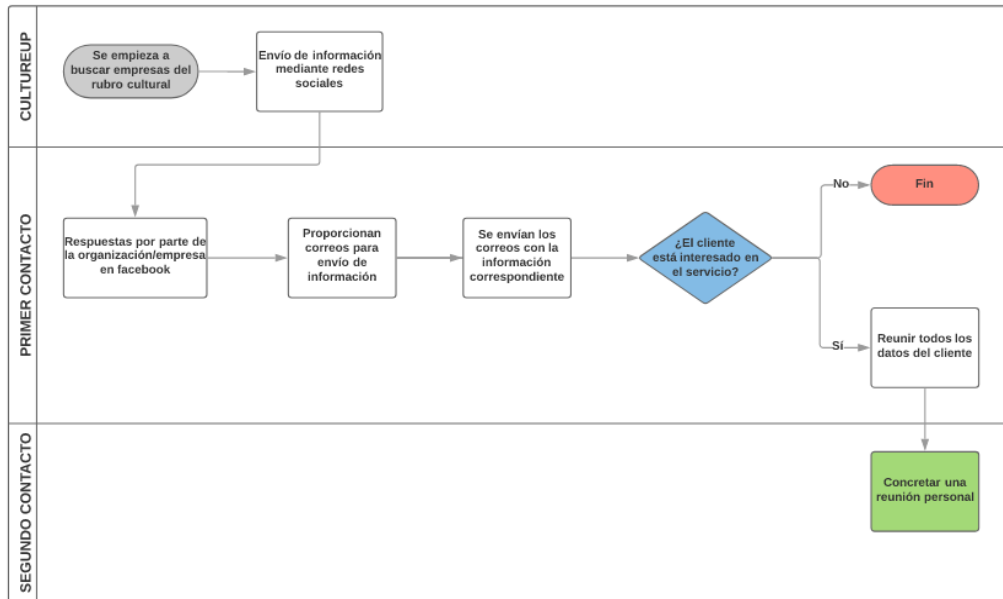 CULTUREUP
Se empieza a
buscar empresas del
rubro cultural
Envío de información
mediante redes
sociales
PRIMER CONTACTO
Respuestas por parte de
la organización/empresa
en facebook
Proporcionan
correos para
envío de
información
Se envían los
correos con la
información
correspondiente
¿El cliente
está interesado en
el servicio?
No
Fin
Sí
Reunir todos los
datos del cliente
SEGUNDO CONTACTO
Concretar una
reunión personal